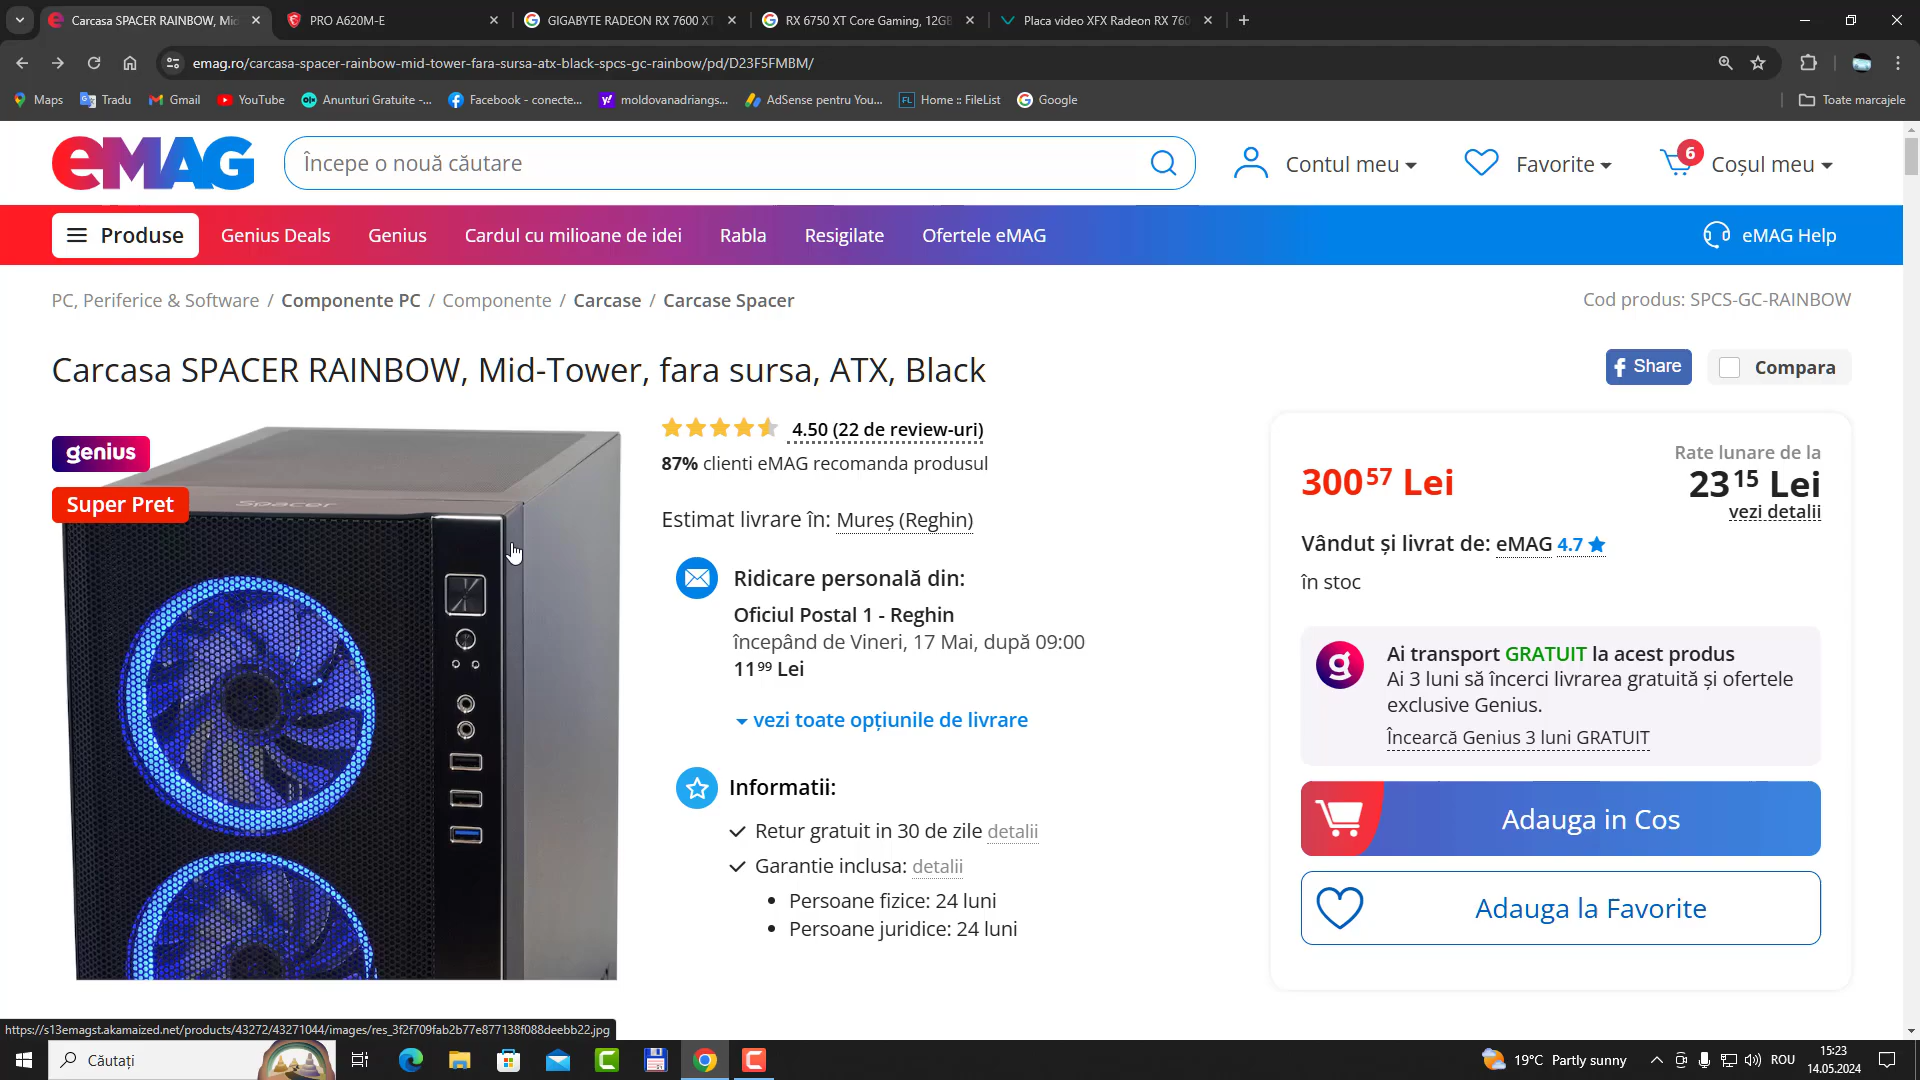 Carcasa SPACER RAINBOW, Mi
PRO A620M-E
GIGABYTE RADEON RX 7600 XT
RX 6750 XT Core Gaming, 12GB
Placa video XFX Radeon RX 760
emag.ro/carcasa-spacer-rainbow-mid-tower-fara-sursa-atx-black-spcs-gc-rainbow/pd/D23F5FMBM/
Maps
Tradu
Gmail
YouTube
Anunturi Gratuite -...
Facebook - conecte...
moldovanadriangs...
AdSense pentru You...
FL
Home :: FileList
Google
Toate marcajele
eMAG
Începe o nouă căutare
Contul meu
Favorite
6
Coșul meu
Produse
Genius Deals
Genius
Cardul cu milioane de idei
Rabla
Resigilate
Ofertele eMAG
eMAG Help
PC, Periferice & Software / Componente PC / Componente / Carcase / Carcase Spacer
Cod produs: SPCS-GC-RAINBOW
Carcasa SPACER RAINBOW, Mid-Tower, fara sursa, ATX, Black
Share
Compara
genius
Super Pret
spacer
4.50 (22 de review-uri)
87% clienti eMAG recomanda produsul
Estimat livrare în: Mureș (Reghin)
Ridicare personală din:
Oficiul Postal 1 - Reghin
începând de Vineri, 17 Mai, după 09:00
11⁹⁹ Lei
vezi toate opțiunile de livrare
Informatii:
Retur gratuit in 30 de zile detalii
Garantie inclusa: detalii
• Persoane fizice: 24 luni
• Persoane juridice: 24 luni
300⁵⁷ Lei
Rate lunare de la
23¹⁵ Lei
vezi detalii
Vândut și livrat de: eMAG 4.7
în stoc
g
Ai transport GRATUIT la acest produs
Ai 3 luni să încerci livrarea gratuită și ofertele
exclusive Genius.
Încearcă Genius 3 luni GRATUIT
Adauga in Cos
Adauga la Favorite
https://s13emagst.akamaized.net/products/43272/43271044/images/res_3f2f709fab2b77e877138f088deebb22.jpg
Căutați
19°C Partly sunny
ROU
15:23
14.05.2024